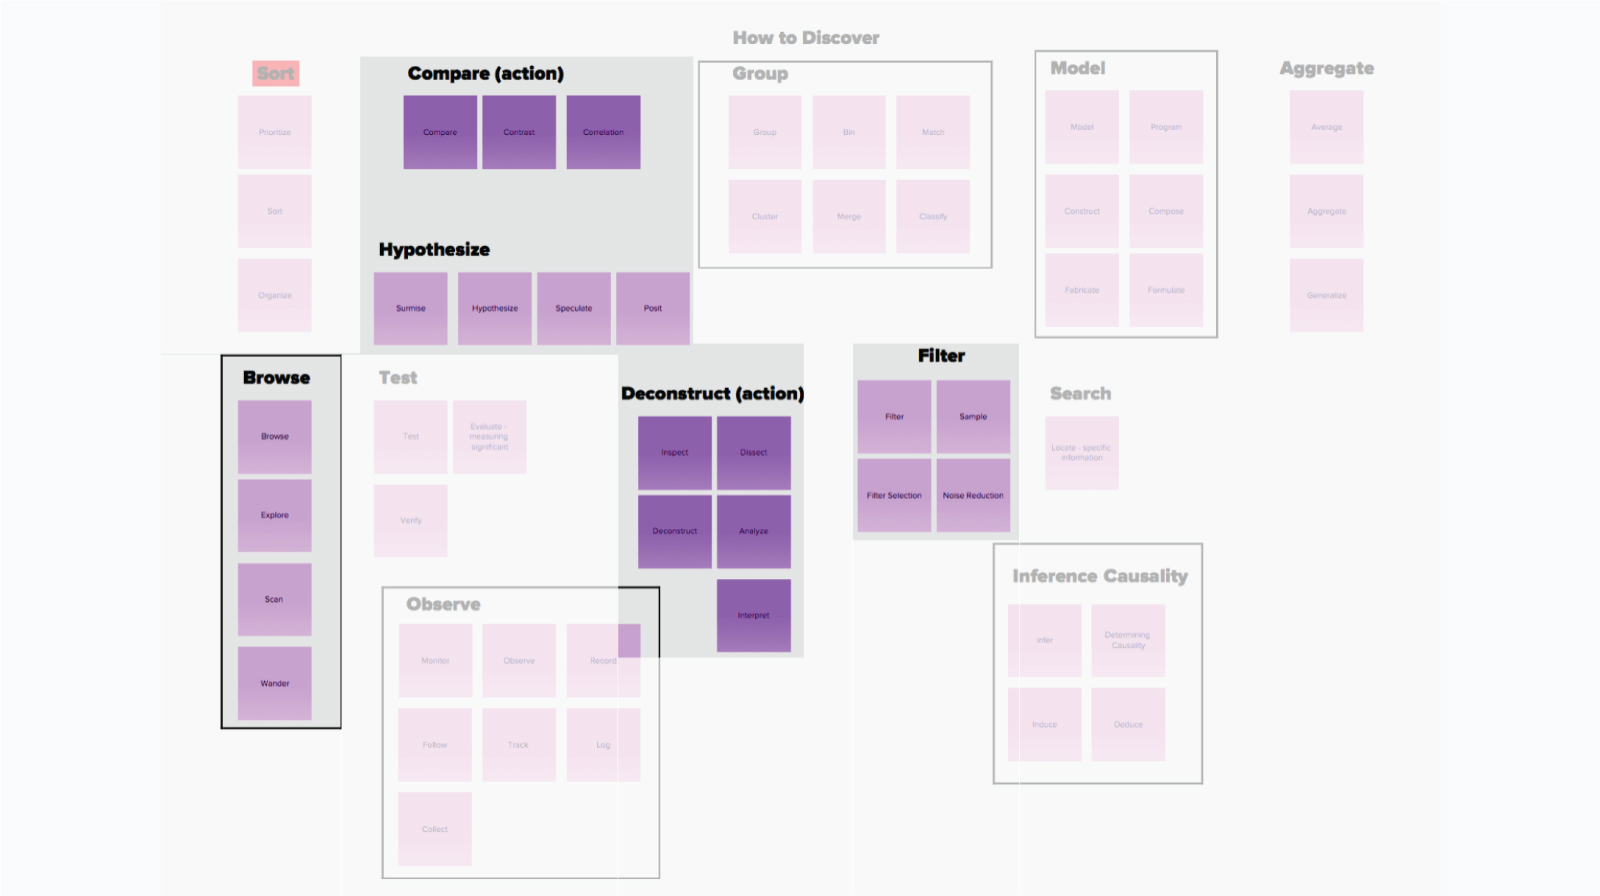 How to Discover
Sort
Prioritize
Sort
Organize
Compare (action)
Compare
Contrast
Correlation
Hypothesize
Surmise
Hypothesize
Speculate
Posit
Group
Group
Bin
Match
Cluster
Merge
Classify
Model
Model
Program
Construct
Compose
Fabricate
Formulate
Aggregate
Average
Aggregate
Generalize
Browse
Browse
Explore
Scan
Wander
Test
Test
Evaluate -
measuring
significant
Verify
Deconstruct (action)
Inspect
Dissect
Deconstruct
Analyze
Interpret
Filter
Filter
Sample
Filter Selection
Noise Reduction
Search
Locate - specific
information
Observe
Monitor
Observe
Record
Follow
Track
Log
Collect
Inference Causality
Infer
Determining
Causality
Induce
Deduce